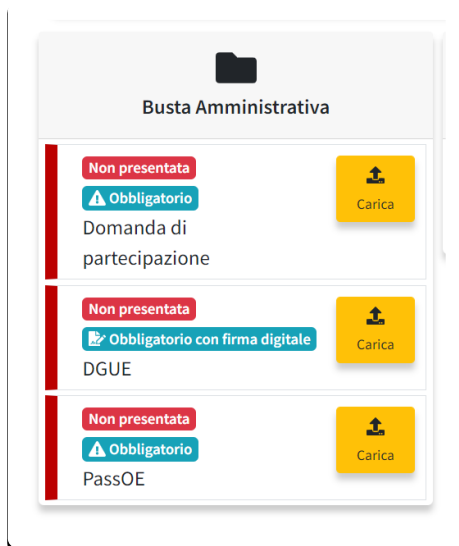 Busta Amministrativa
Non presentata
Obbligatorio
Carica
Domanda di
partecipazione
Non presentata
Obbligatorio con firma digitale
Carica
DGUE
Non presentata
Obbligatorio
Carica
PassOE